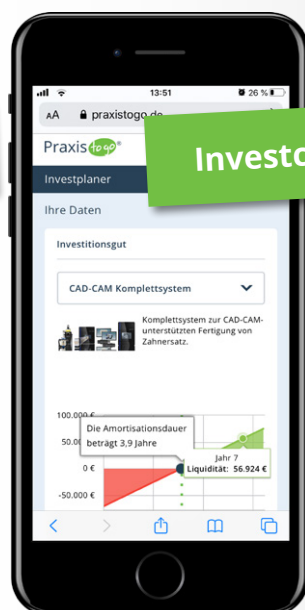 13:51
26 %
AA praxistogo.de
Praxis to go®
Investo
Investplaner
Ihre Daten
Investitionsgut
CAD-CAM Komplettsystem
Komplettsystem zur CAD-CAM-
unterstützten Fertigung von
Zahnersatz.
100.000 €
Die Amortisationsdauer
beträgt 3,9 Jahre
50.00
Jahr 7
Liquidität: 56.924 €
0 €
-50.000 €